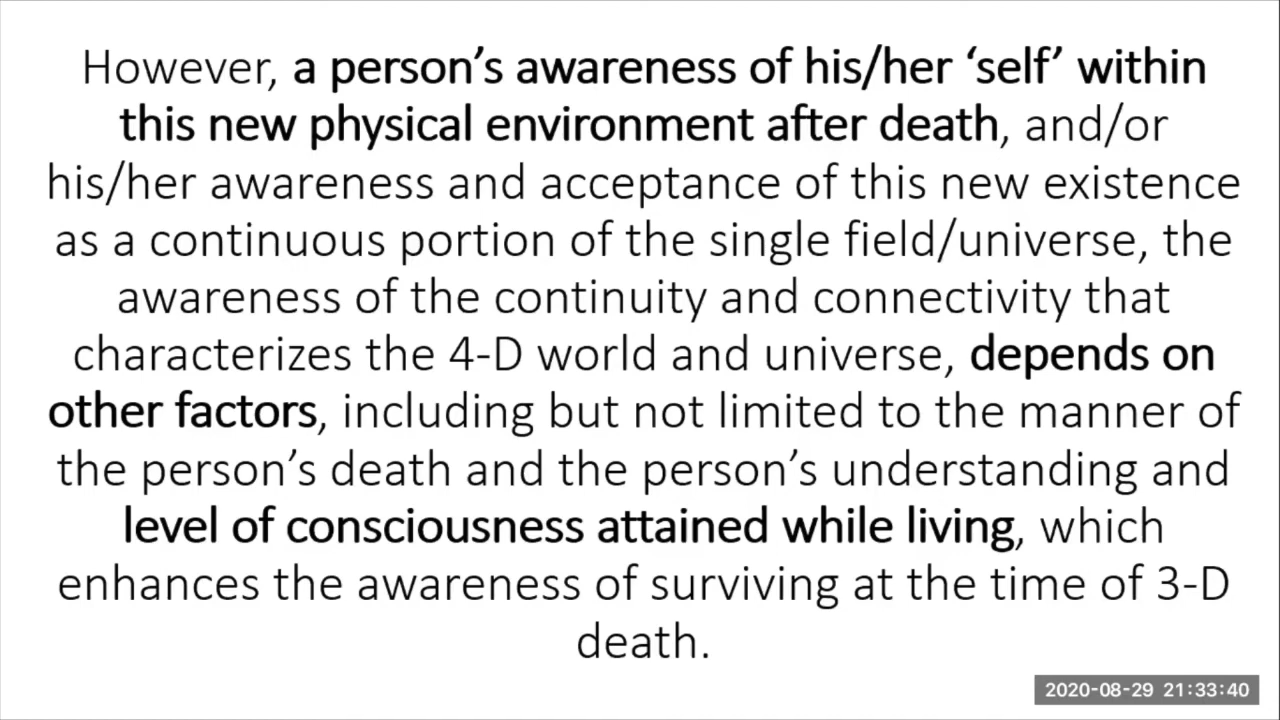 However, a person’s awareness of his/her ‘self’ within
this new physical environment after death, and/or
his/her awareness and acceptance of this new existence
as a continuous portion of the single field/universe, the
awareness of the continuity and connectivity that
characterizes the 4-D world and universe, depends on
other factors, including but not limited to the manner of
the person’s death and the person’s understanding and
level of consciousness attained while living, which
enhances the awareness of surviving at the time of 3-D
death.
2020-08-29 21:33:40